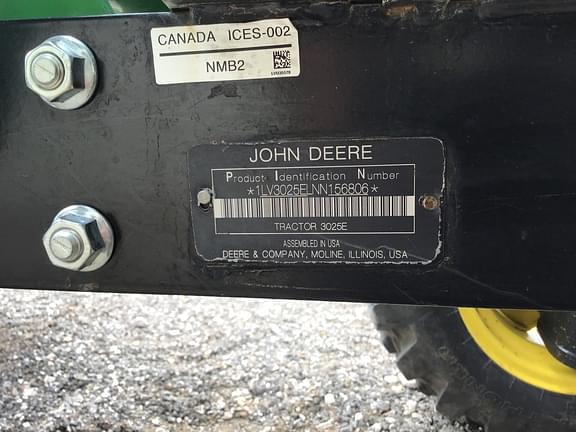 CANADA ICES-002
NMB2
JOHN DEERE
Product Identification Number
*1LV3025ELNN156806*
TRACTOR 3025E
ASSEMBLED IN USA
DEERE & COMPANY, MOLINE, ILLINOIS, USA